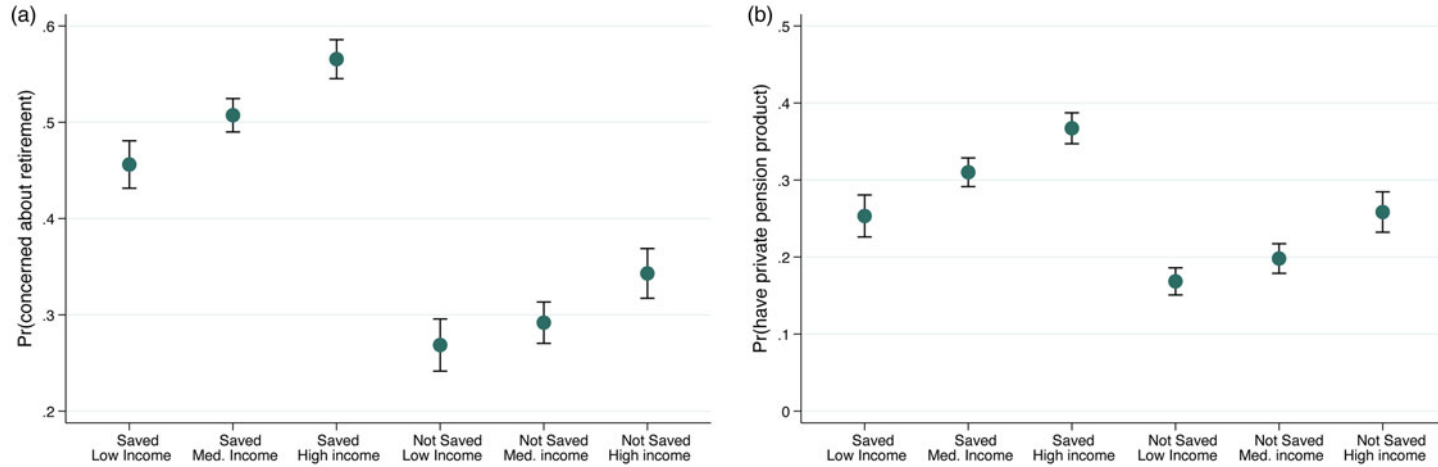 (a)
Pr(concerned about retirement)
.6
.5
.4
.3
.2
Saved
Low Income
Saved
Med. Income
Saved
High income
Not Saved
Low Income
Not Saved
Med. income
Not Saved
High income
(b)
Pr(have private pension product)
.5
.4
.3
.2
.1
0
Saved
Low Income
Saved
Med. Income
Saved
High income
Not Saved
Low Income
Not Saved
Med. income
Not Saved
High income